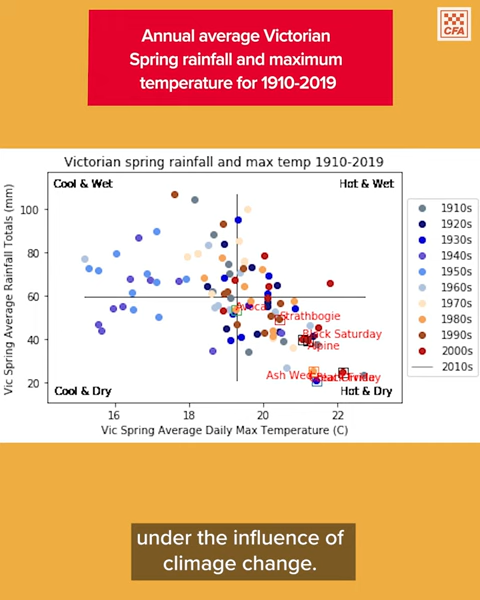 Annual average Victorian
Spring rainfall and maximum
temperature for 1910-2019
CFA
Victorian spring rainfall and max temp 1910-2019
Cool & Wet
Hot & Wet
Vic Spring Average Rainfall Totals (mm)
100
80
60
40
20
Avoca
Strathbogie
Black Saturday
Alpine
Ash Wed
Cool & Dry
Hot & Dry
16
18
20
22
Vic Spring Average Daily Max Temperature (C)
1910s
1920s
1930s
1940s
1950s
1960s
1970s
1980s
1990s
2000s
2010s
under the influence of
climage change.